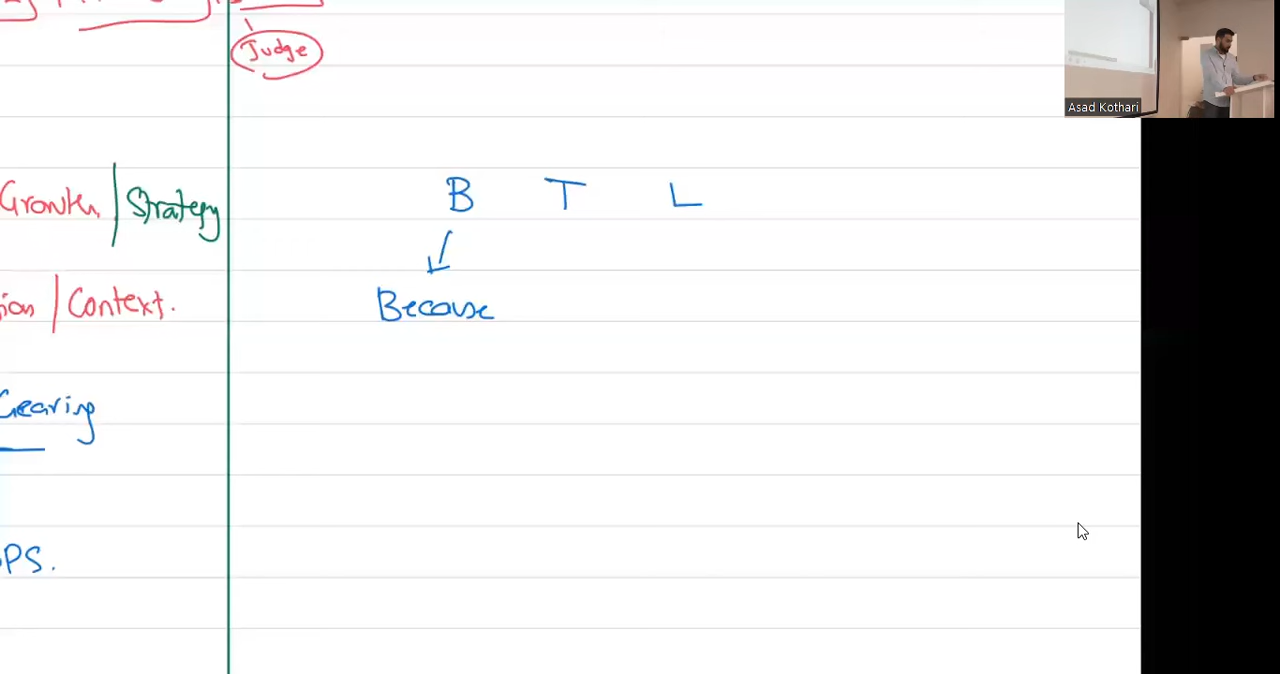 Judge
Asad Kothari
Growth / Strategy
B T L
/ Context.
Because
Gearing
PS.